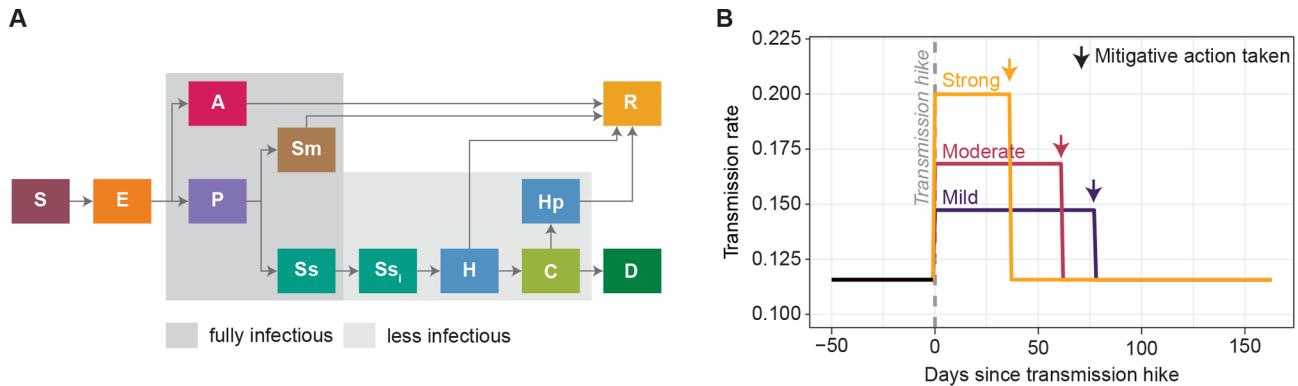 A
A
R
Sm
S
E
P
Hp
Ss
Ssi
H
C
D
fully infectious
less infectious
B
0.225
0.200
0.175
0.150
0.125
0.100
Transmission rate
Transmission hike
Mitigative action taken
Strong
Moderate
Mild
−50
0
50
100
150
Days since transmission hike